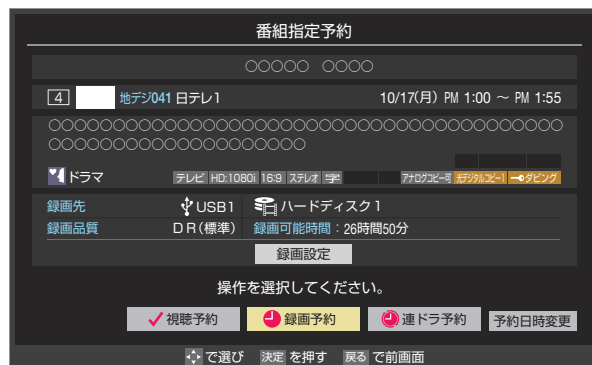 番組指定予約
○○○○○ ○○○○
4 地デジ041 日テレ1 10/17(月) PM 1:00 ～ PM 1:55
○○○○○○○○○○○○○○○○○○○○○○○○○○○○○○○○○○○○○○○○
○○○○○○○○○○○○○○○○○○○○
ドラマ テレビ HD:1080i 16:9 ステレオ 字 アナログコピー可 光デジタルコピー1 ダビング
録画先 USB1 ハードディスク1
録画品質 DR(標準) 録画可能時間：26時間50分
録画設定
操作を選択してください。
視聴予約 録画予約 連ドラ予約 予約日時変更
で選び 決定 を押す 戻る で前画面